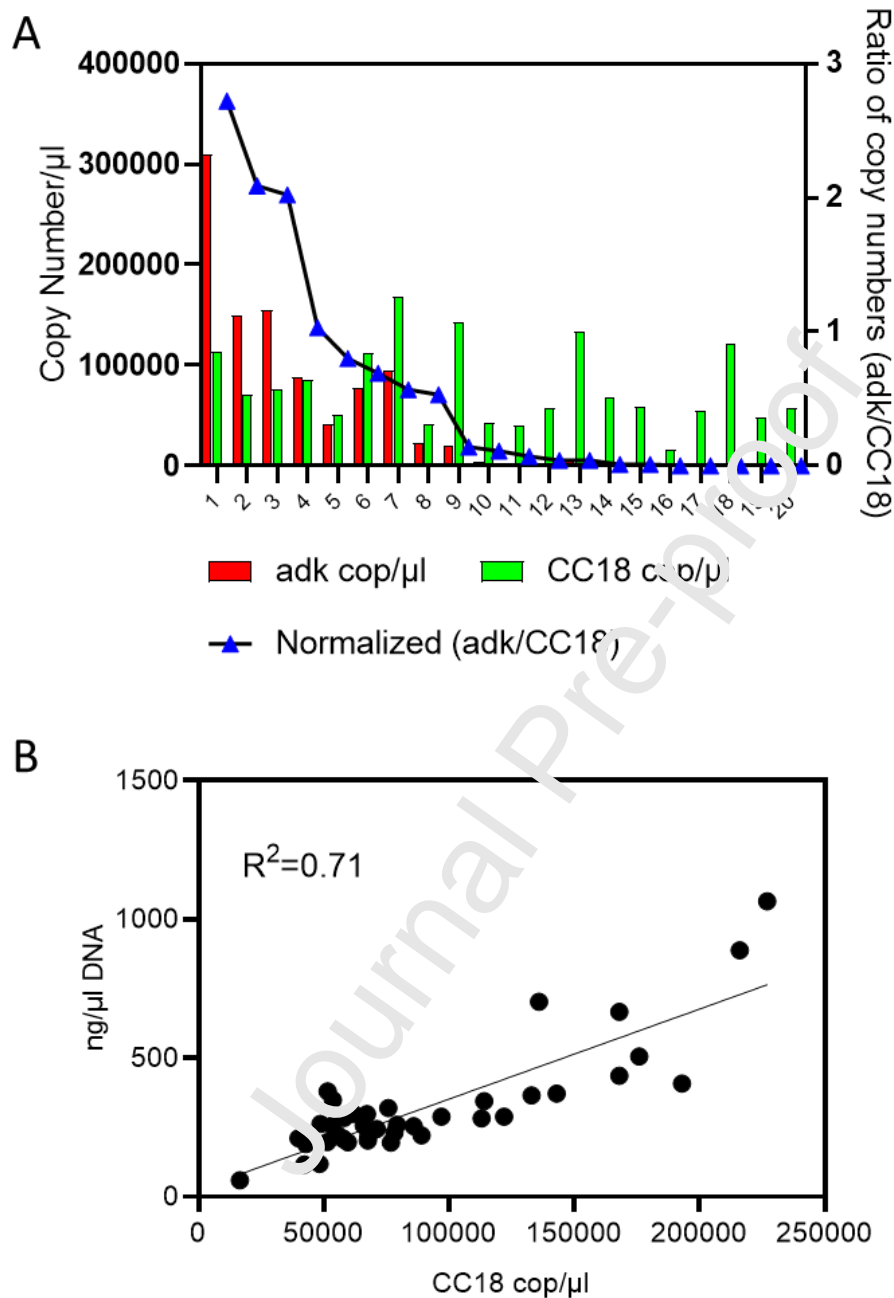 A
Ratio of copy numbers (adk/CC18)
Copy Number/µl
400000
300000
200000
100000
0
3
2
1
0
1 2 3 4 5 6 7 8 9 10 11 12 13 14 15 16 17 18 19 20
adk cop/µl CC18 cop/µl
Normalized (adk/CC18)
Journal Pre-proof
B
ng/µl DNA
1500
1000
500
0
R²=0.71
0 50000 100000 150000 200000 250000
CC18 cop/µl